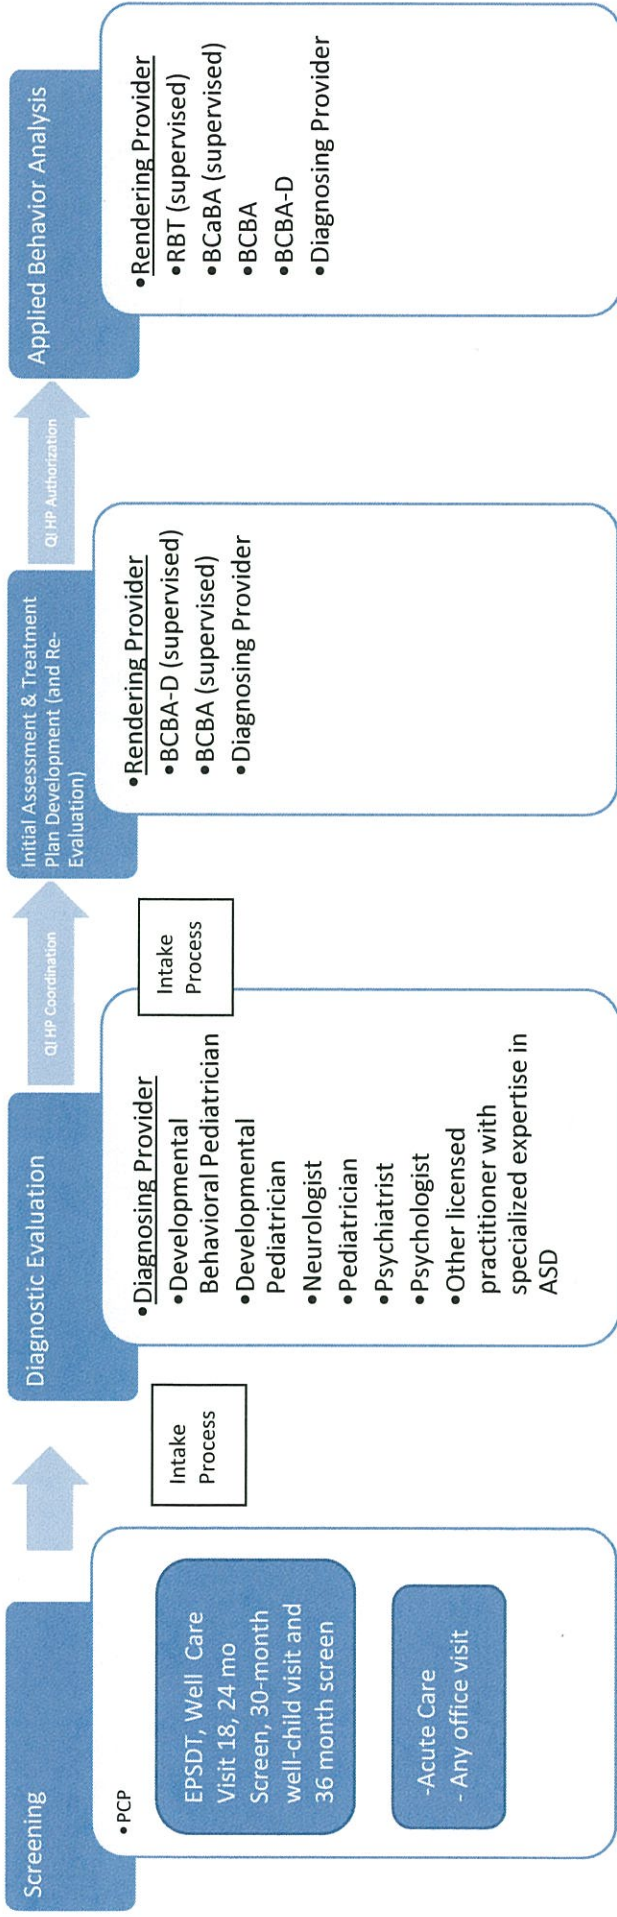 Screening
•PCP
EPSDT, Well Care
Visit 18, 24 mo
Screen, 30-month
well-child visit and
36 month screen
-Acute Care
- Any office visit
Intake
Process
Diagnostic Evaluation
•Diagnosing Provider
•Developmental
Behavioral Pediatrician
•Developmental
Pediatrician
•Neurologist
•Pediatrician
•Psychiatrist
•Psychologist
•Other licensed
practitioner with
specialized expertise in
ASD
Intake
Process
QI HP Coordination
Initial Assessment & Treatment
Plan Development (and Re-
Evaluation)
•Rendering Provider
•BCBA-D (supervised)
•BCBA (supervised)
•Diagnosing Provider
QI HP Authorization
Applied Behavior Analysis
•Rendering Provider
•RBT (supervised)
•BCaBA (supervised)
•BCBA
•BCBA-D
•Diagnosing Provider